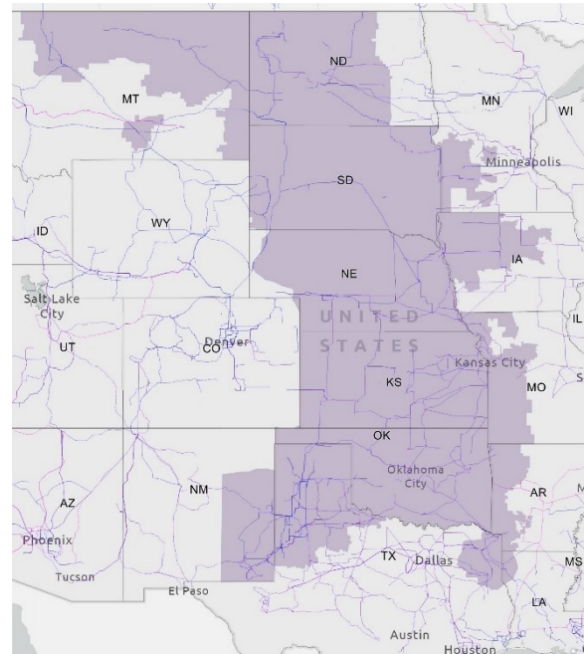 ND
MT
MN
WI
Minneapolis
SD
ID
WY
IA
NE
Salt Lake
City
UNITED
STATES
IL
Denver
UT
CO
Kansas City
KS
MO
OK
Oklahoma
City
NM
AZ
AR
Phoenix
TX
Dallas
MS
Tucson
El Paso
LA
Austin
Houston